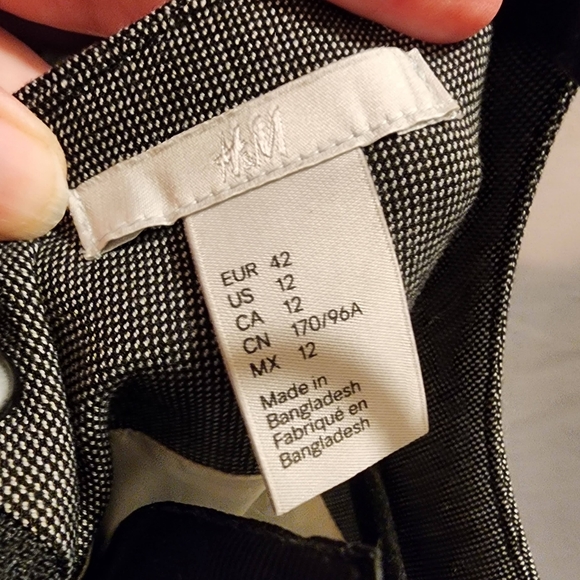 H&M
EUR 42
US 12
CA 12
CN 170/96A
MX 12
Made in
Bangladesh
Fabriqué en
Bangladesh